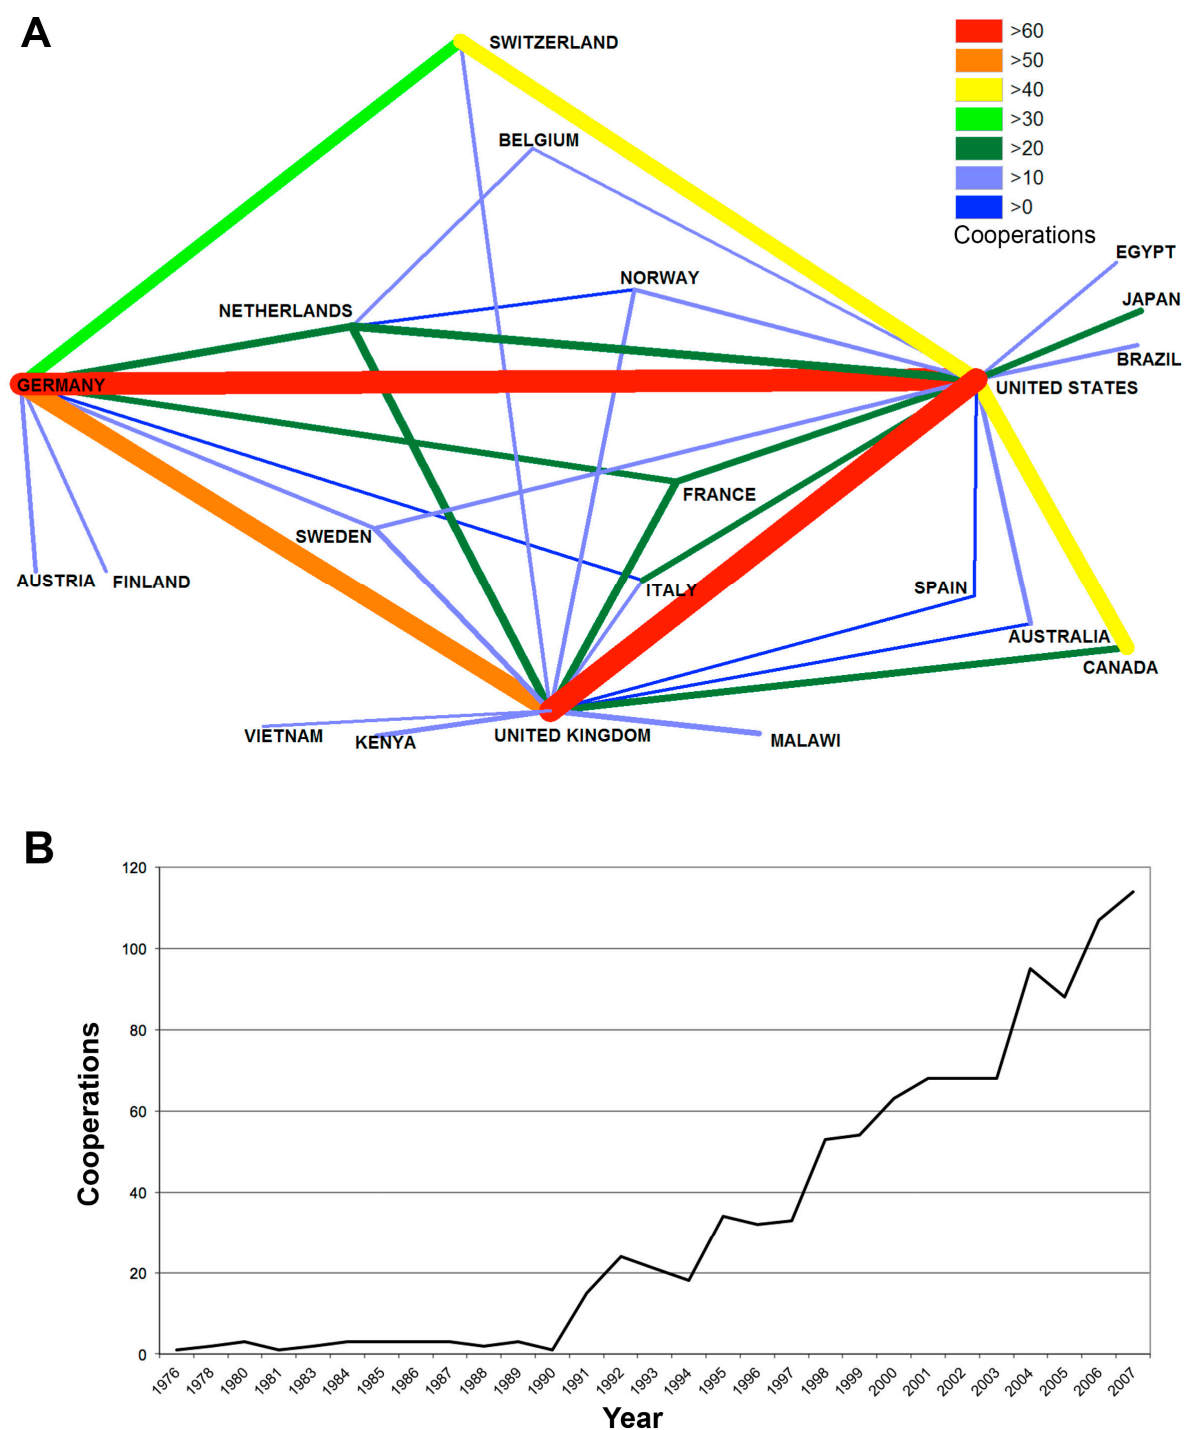 A
SWITZERLAND
>60
>50
>40
>30
>20
>10
>0
Cooperations
BELGIUM
EGYPT
NORWAY
JAPAN
NETHERLANDS
BRAZIL
GERMANY
UNITED STATES
FRANCE
SWEDEN
AUSTRIA
FINLAND
ITALY
SPAIN
AUSTRALIA
CANADA
VIETNAM
KENYA
UNITED KINGDOM
MALAWI
B
120
100
80
60
40
20
0
Cooperations
1976 1978 1980 1981 1983 1984 1985 1986 1987 1988 1989 1990 1991 1992 1993 1994 1995 1996 1997 1998 1999 2000 2001 2002 2003 2004 2005 2006 2007
Year